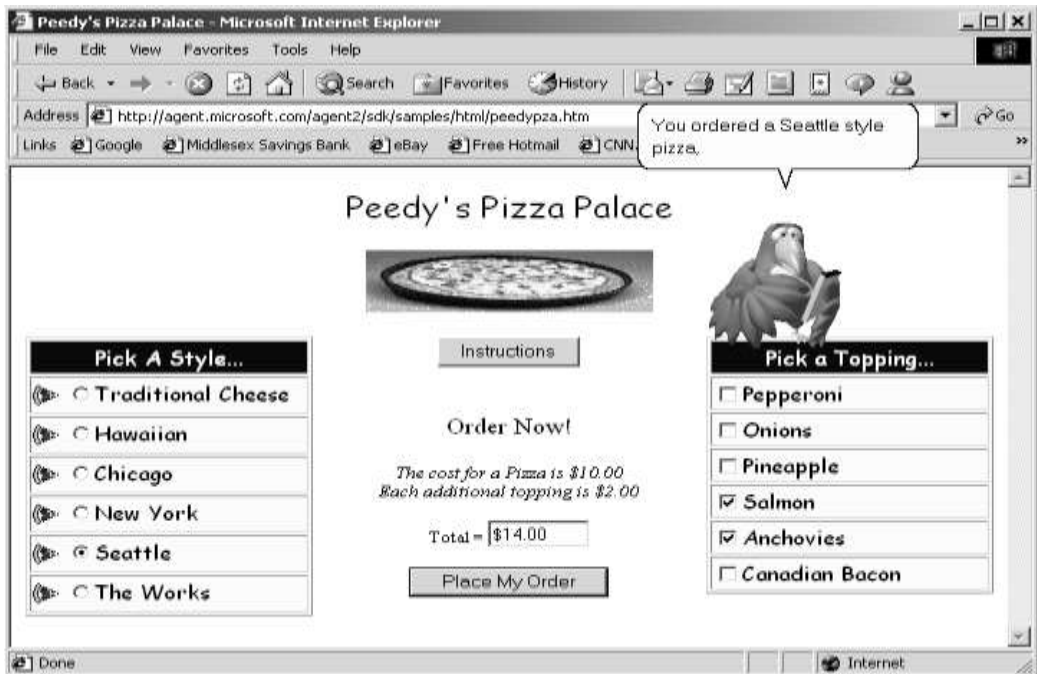 Peedy's Pizza Palace - Microsoft Internet Explorer
File Edit View Favorites Tools Help
Back Search Favorites History
Address http://agent.microsoft.com/agent2/sdk/samples/html/peedypza.htm Go
Links Google Middlesex Savings Bank eBay Free Hotmail CNN.
You ordered a Seattle style
pizza,
Peedy's Pizza Palace
Instructions
Pick A Style...
Traditional Cheese
Hawaiian
Chicago
New York
Seattle
The Works
Order Now!
The cost for a Pizza is $10.00
Each additional topping is $2.00
Total = $14.00
Place My Order
Pick a Topping...
Pepperoni
Onions
Pineapple
Salmon
Anchovies
Canadian Bacon
Done Internet